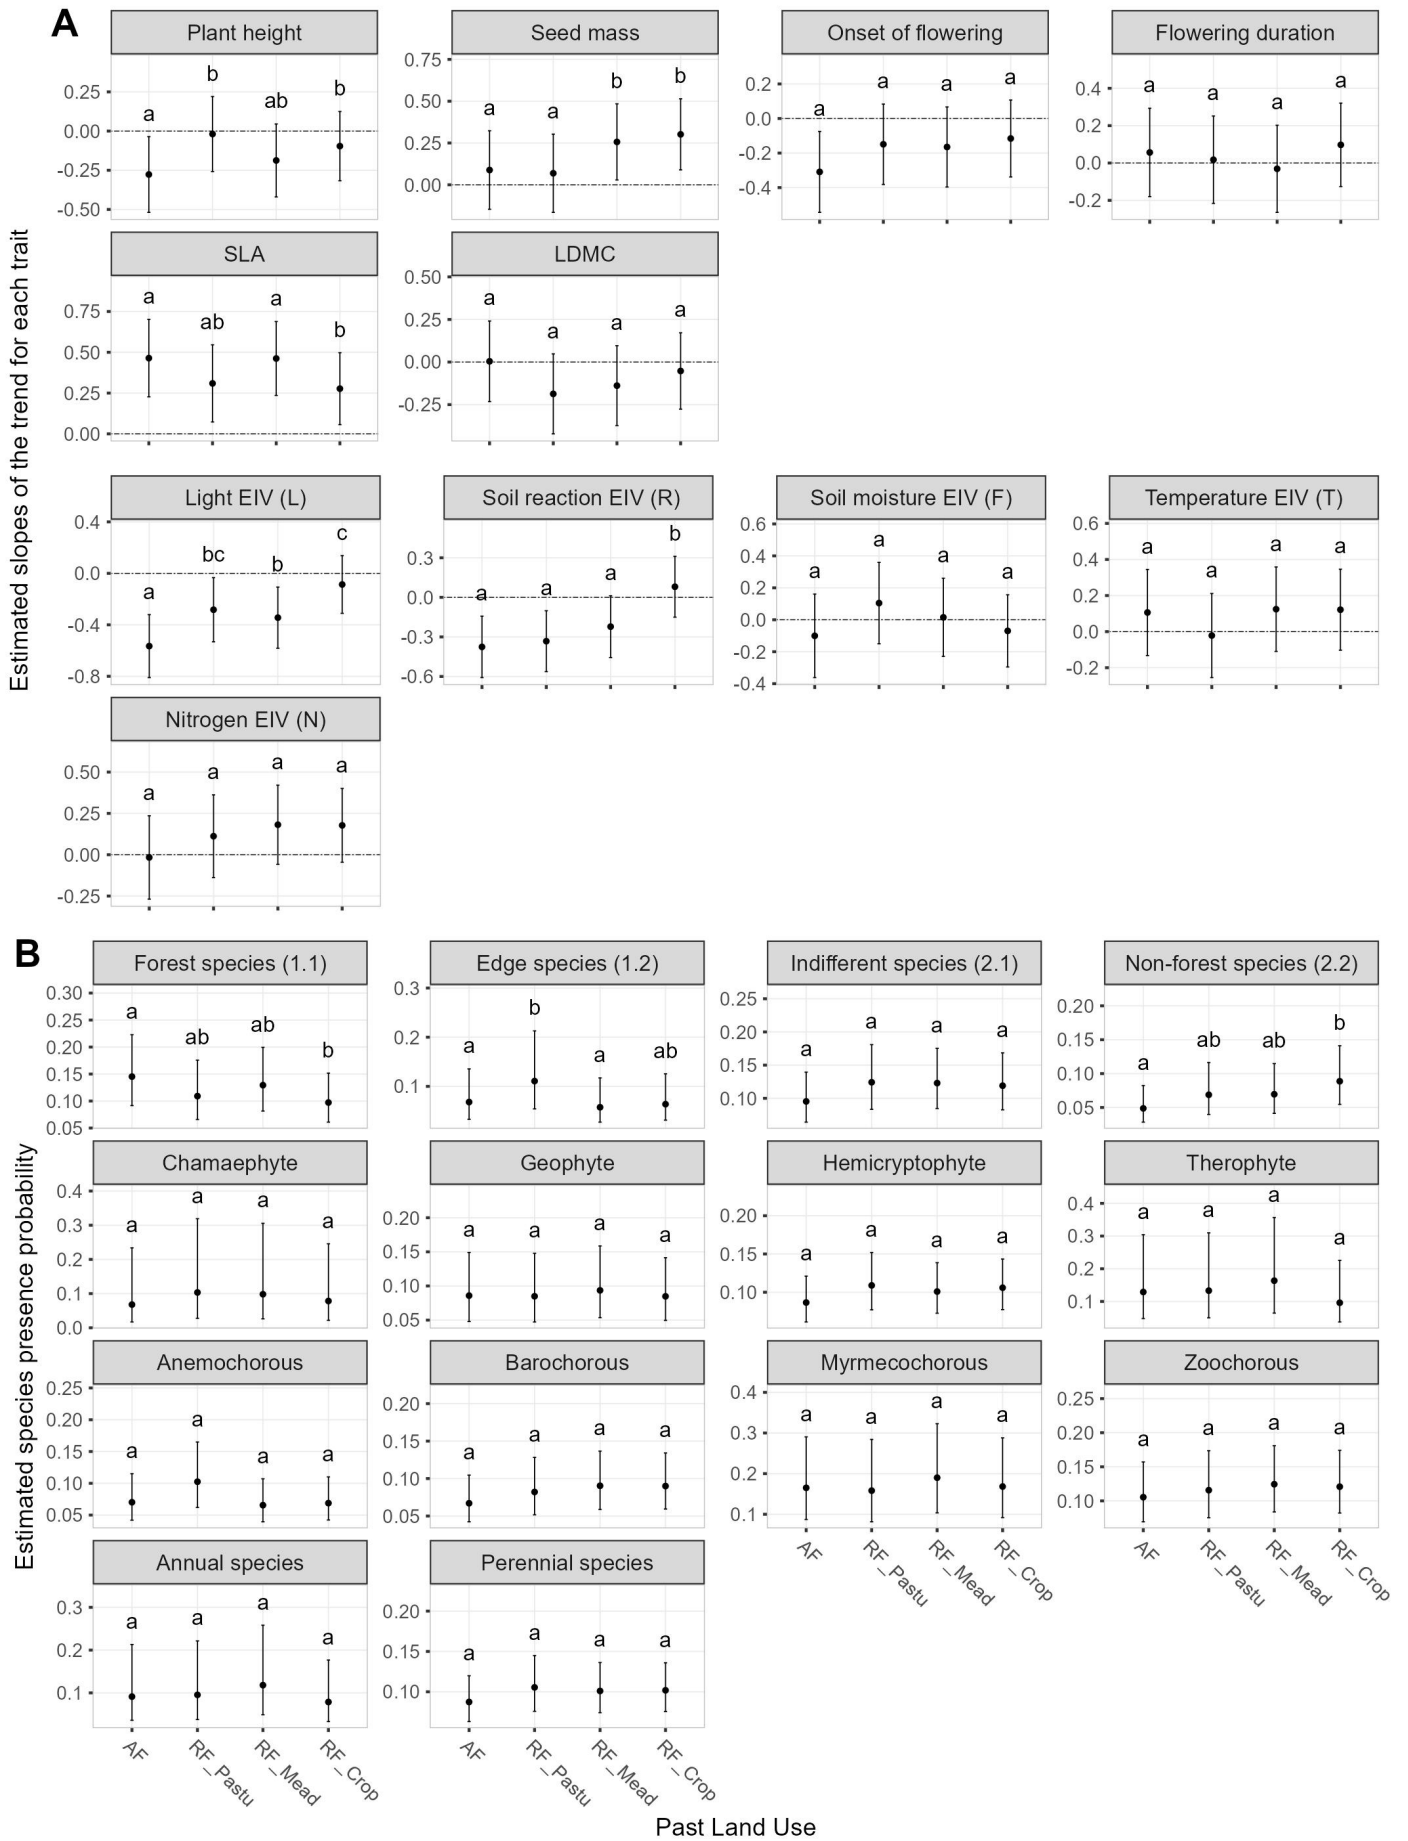 A
Plant height
Seed mass
Onset of flowering
Flowering duration
0.25
0.00
-0.25
-0.50
a
b
ab
b
0.75
0.50
0.25
0.00
a
a
b
b
0.2
0.0
-0.2
-0.4
a
a
a
a
0.4
0.2
0.0
-0.2
a
a
a
a
SLA
LDMC
0.75
0.50
0.25
0.00
a
ab
a
b
0.50
0.25
0.00
-0.25
a
a
a
a
Estimated slopes of the trend for each trait
Light EIV (L)
Soil reaction EIV (R)
Soil moisture EIV (F)
Temperature EIV (T)
0.4
0.0
-0.4
-0.8
a
bc
b
c
0.3
0.0
-0.3
-0.6
a
a
a
b
0.6
0.4
0.2
0.0
-0.2
-0.4
a
a
a
a
0.6
0.4
0.2
0.0
-0.2
a
a
a
a
Nitrogen EIV (N)
0.50
0.25
0.00
-0.25
a
a
a
a
B
Forest species (1.1)
Edge species (1.2)
Indifferent species (2.1)
Non-forest species (2.2)
0.30
0.25
0.20
0.15
0.10
0.05
a
ab
ab
b
0.3
0.2
0.1
a
b
a
ab
0.25
0.20
0.15
0.10
a
a
a
a
0.20
0.15
0.10
0.05
a
ab
ab
b
Chamaephyte
Geophyte
Hemicryptophyte
Therophyte
0.4
0.3
0.2
0.1
0.0
a
a
a
a
0.20
0.15
0.10
0.05
a
a
a
a
0.20
0.15
0.10
a
a
a
a
0.4
0.3
0.2
0.1
a
a
a
a
Estimated species presence probability
Anemochorous
Barochorous
Myrmecochorous
Zoochorous
0.25
0.20
0.15
0.10
0.05
a
a
a
a
0.20
0.15
0.10
0.05
a
a
a
a
0.4
0.3
0.2
0.1
a
a
a
a
0.25
0.20
0.15
0.10
a
a
a
a
AF
RF_Pastu
RF_Mead
RF_Crop
AF
RF_Pastu
RF_Mead
RF_Crop
Annual species
Perennial species
0.3
0.2
0.1
a
a
a
a
0.20
0.15
0.10
a
a
a
a
AF
RF_Pastu
RF_Mead
RF_Crop
AF
RF_Pastu
RF_Mead
RF_Crop
Past Land Use